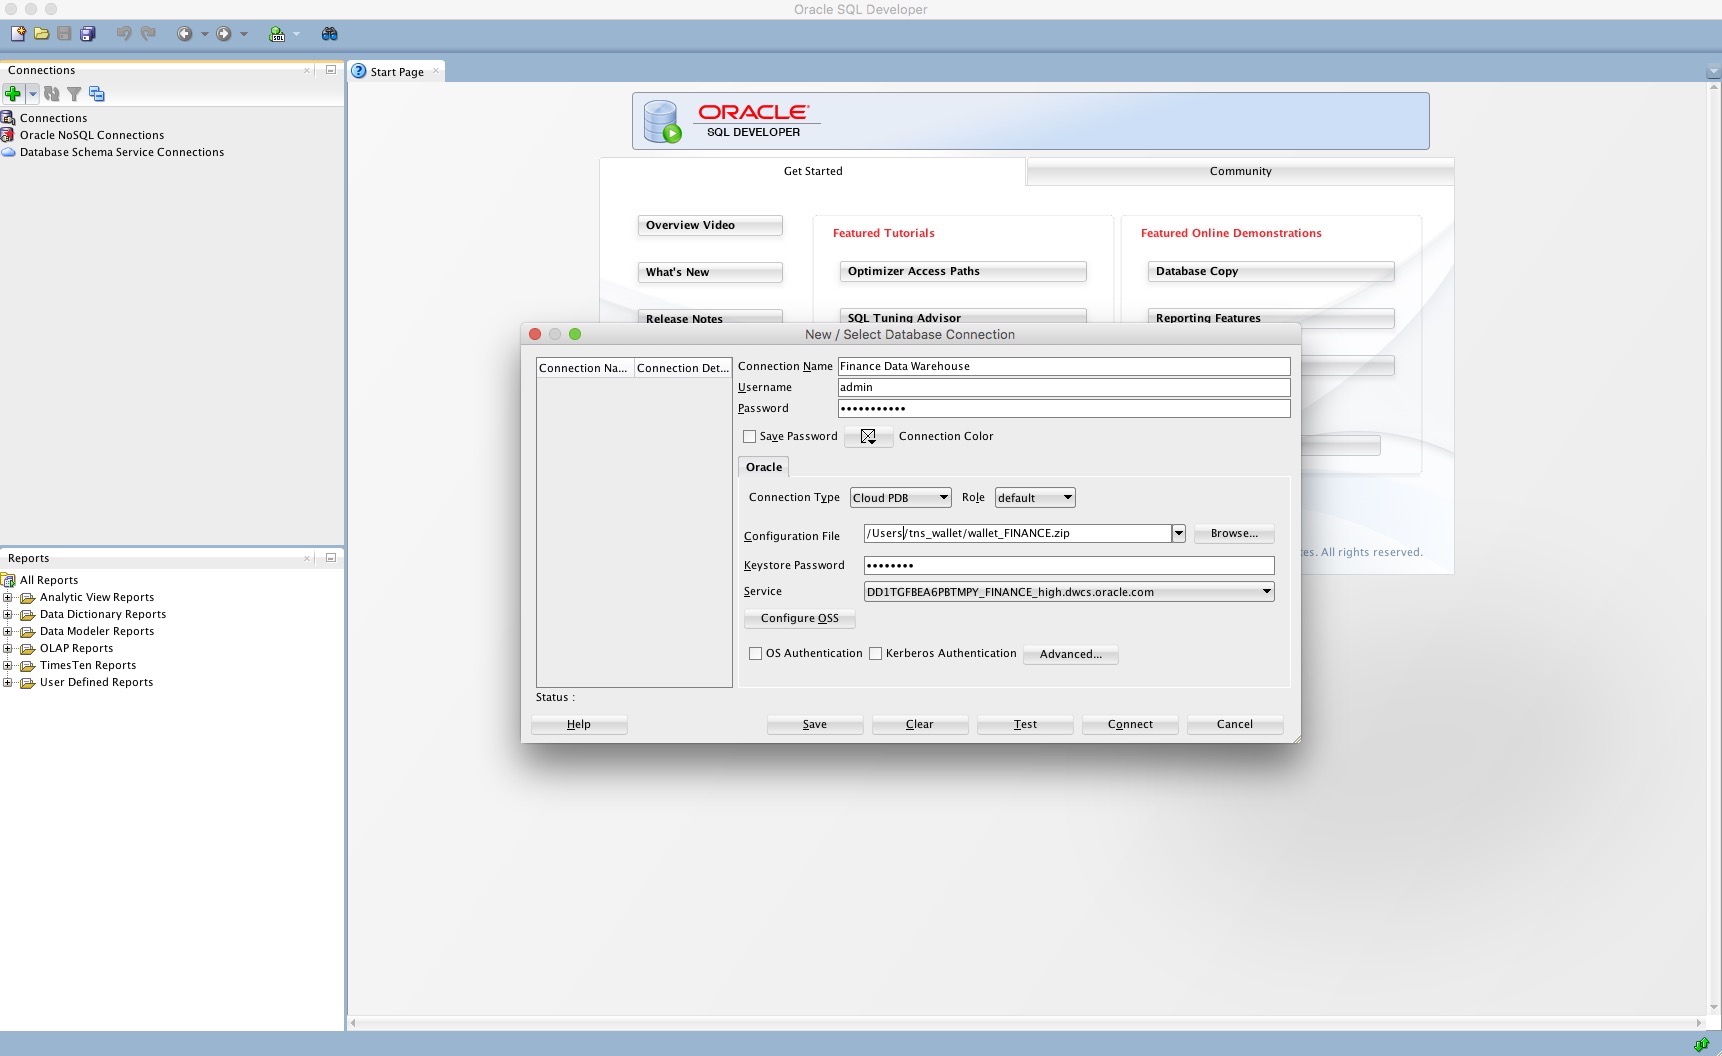 Oracle SQL Developer
Connections
Start Page
Connections
Oracle NoSQL Connections
Database Schema Service Connections
ORACLE
SQL DEVELOPER
Get Started
Community
Overview Video
What's New
Release Notes
Featured Tutorials
Optimizer Access Paths
SQL Tuning Advisor
Featured Online Demonstrations
Database Copy
Reporting Features
All rights reserved.
New / Select Database Connection
Connection Na... Connection Det...
Connection Name Finance Data Warehouse
Username admin
Password •••••••••••
Save Password Connection Color
Oracle
Connection Type Cloud PDB Role default
Configuration File /Users/tns_wallet/wallet_FINANCE.zip Browse...
Keystore Password ••••••••
Service DD1TGFBEA6PBTMPY_FINANCE_high.dwcs.oracle.com
Configure OSS
OS Authentication Kerberos Authentication Advanced...
Status :
Help Save Clear Test Connect Cancel
Reports
All Reports
Analytic View Reports
Data Dictionary Reports
Data Modeler Reports
OLAP Reports
TimesTen Reports
User Defined Reports